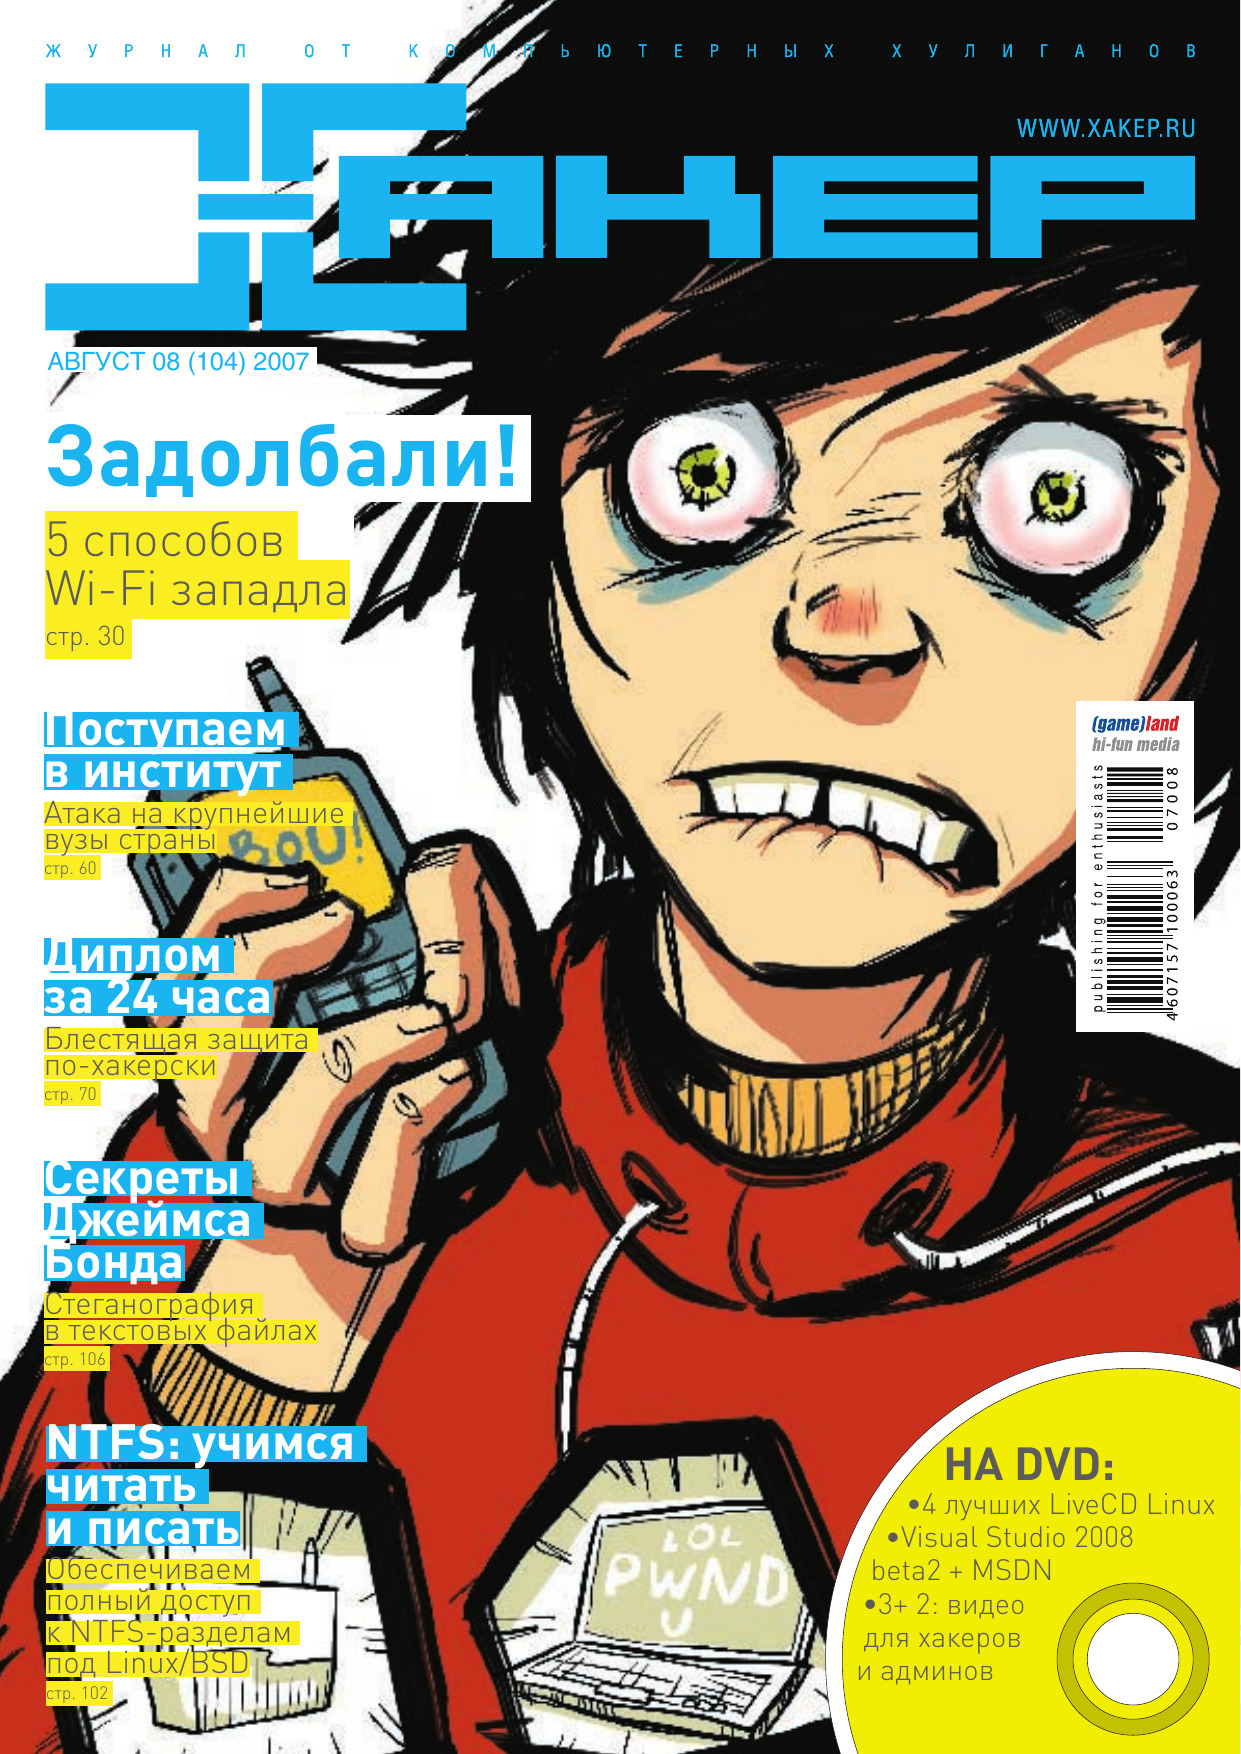 ЖУРНАЛ ОТ КОМПЬЮТЕРНЫХ ХУЛИГАНОВ
WWW.XAKEP.RU
ХАКЕР
АВГУСТ 08 (104) 2007
Задолбали!
5 способов
Wi-Fi западла
стр. 30
Поступаем
в институт
Атака на крупнейшие
вузы страны
стр. 60
BOU!
Диплом
за 24 часа
Блестящая защита
по-хакерски
стр. 70
Секреты
Джеймса
Бонда
Стеганография
в текстовых файлах
стр. 106
NTFS: учимся
читать
и писать
Обеспечиваем
полный доступ
к NTFS-разделам
под Linux/BSD
стр. 102
LOL
PWND
U
(game)land
hi-fun media
publishing for enthusiasts
07008
4607157100063
НА DVD:
•4 лучших LiveCD Linux
•Visual Studio 2008
beta2 + MSDN
•3+ 2: видео
для хакеров
и админов